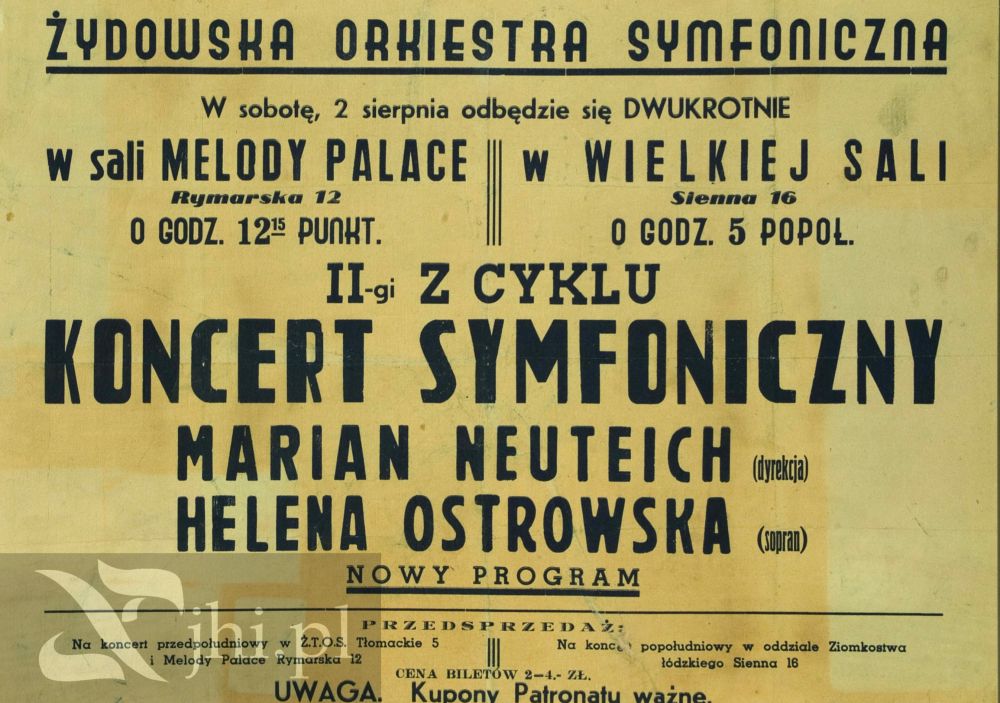 ŻYDOWSKA ORKIESTRA SYMFONICZNA
W sobotę, 2 sierpnia odbędzie się DWUKROTNIE
w sali MELODY PALACE
Rymarska 12
O GODZ. 12 15 PUNKT.
w WIELKIEJ SALI
Sienna 16
O GODZ. 5 POPOŁ.
II-gi Z CYKLU
KONCERT SYMFONICZNY
MARIAN NEUTEICH (dyrekcja)
HELENA OSTROWSKA (sopran)
NOWY PROGRAM
PRZEDSPRZEDAŻ:
Na koncert przedpołudniowy w Ż.T.O.S. Tłomackie 5
i Melody Palace Rymarska 12
Na koncert popołudniowy w oddziale Ziomkostwa
łódzkiego Sienna 16
CENA BILETÓW 2-4.- ZŁ.
UWAGA. Kupony Patronatu ważne.
jhi.pl